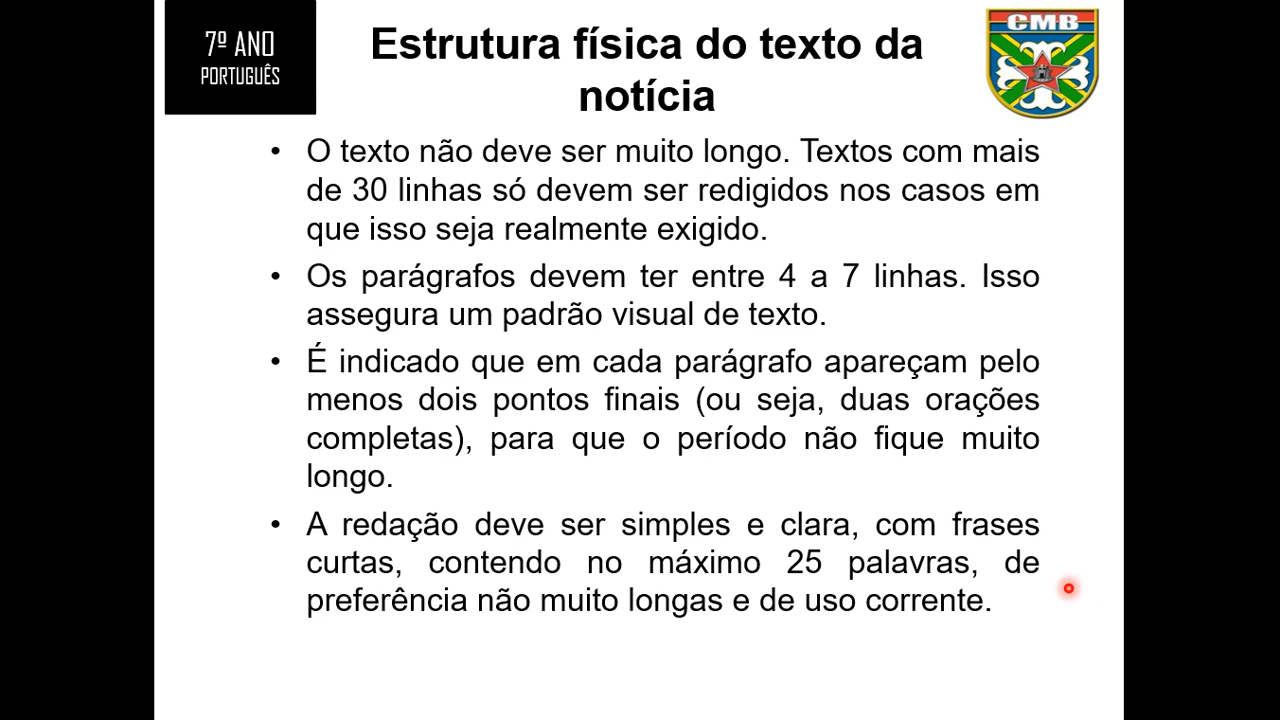 7º ANO
PORTUGUÊS
Estrutura física do texto da
notícia
CMB
• O texto não deve ser muito longo. Textos com mais
de 30 linhas só devem ser redigidos nos casos em
que isso seja realmente exigido.
• Os parágrafos devem ter entre 4 a 7 linhas. Isso
assegura um padrão visual de texto.
• É indicado que em cada parágrafo apareçam pelo
menos dois pontos finais (ou seja, duas orações
completas), para que o período não fique muito
longo.
• A redação deve ser simples e clara, com frases
curtas, contendo no máximo 25 palavras, de
preferência não muito longas e de uso corrente.